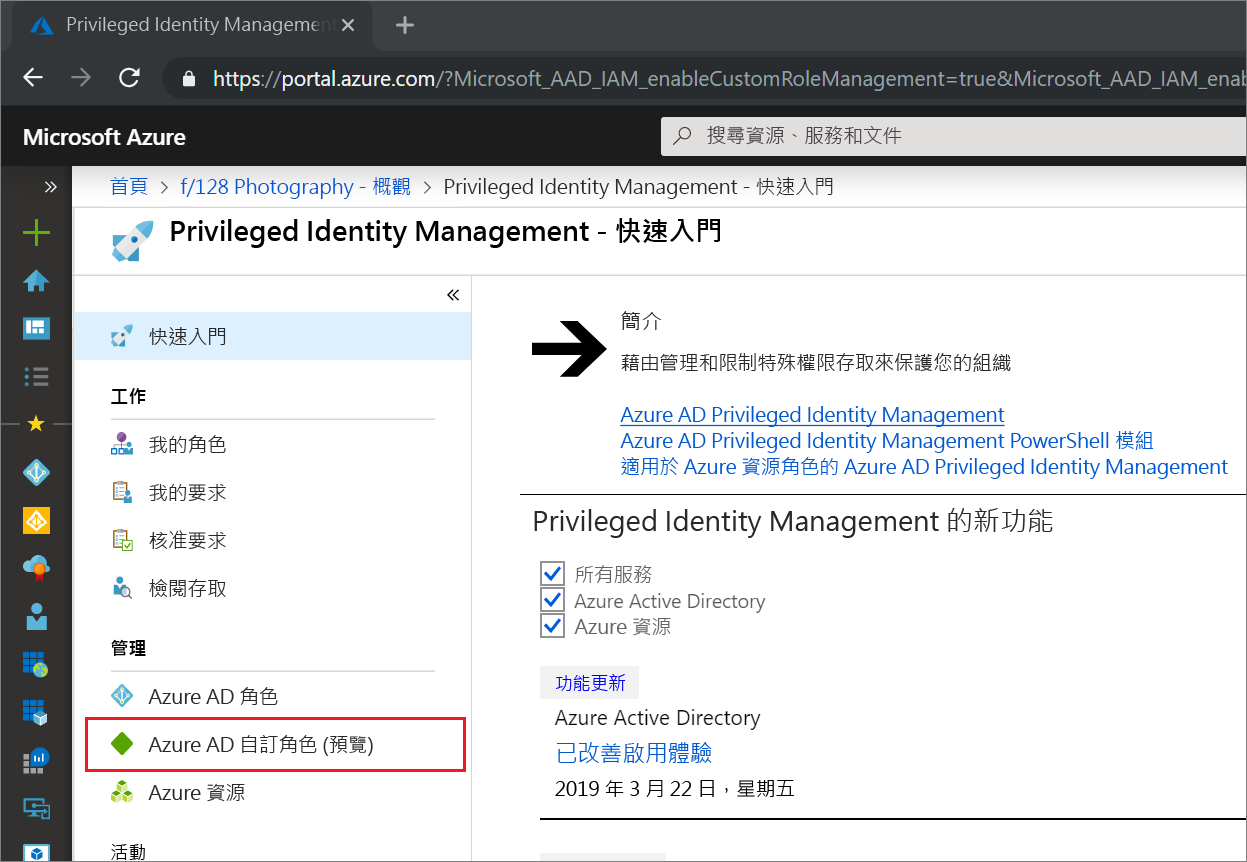 Privileged Identity Management
https://portal.azure.com/?Microsoft_AAD_IAM_enableCustomRoleManagement=true&Microsoft_AAD_IAM_enab
Microsoft Azure
搜尋資源、服務和文件
首頁 > f/128 Photography - 概觀 > Privileged Identity Management - 快速入門
Privileged Identity Management - 快速入門
快速入門
工作
我的角色
我的要求
核准要求
檢閱存取
管理
Azure AD 角色
Azure AD 自訂角色 (預覽)
Azure 資源
活動
簡介
藉由管理和限制特殊權限存取來保護您的組織
Azure AD Privileged Identity Management
Azure AD Privileged Identity Management PowerShell 模組
適用於 Azure 資源角色的 Azure AD Privileged Identity Management
Privileged Identity Management 的新功能
所有服務
Azure Active Directory
Azure 資源
功能更新
Azure Active Directory
已改善啟用體驗
2019 年 3 月 22 日，星期五